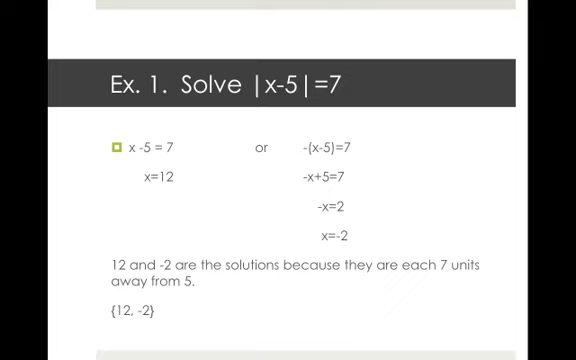 Ex. 1.  Solve |x-5|=7
x -5 = 7 or -(x-5)=7
x=12 -x+5=7
-x=2
x=-2
12 and -2 are the solutions because they are each 7 units
away from 5.
{12, -2}